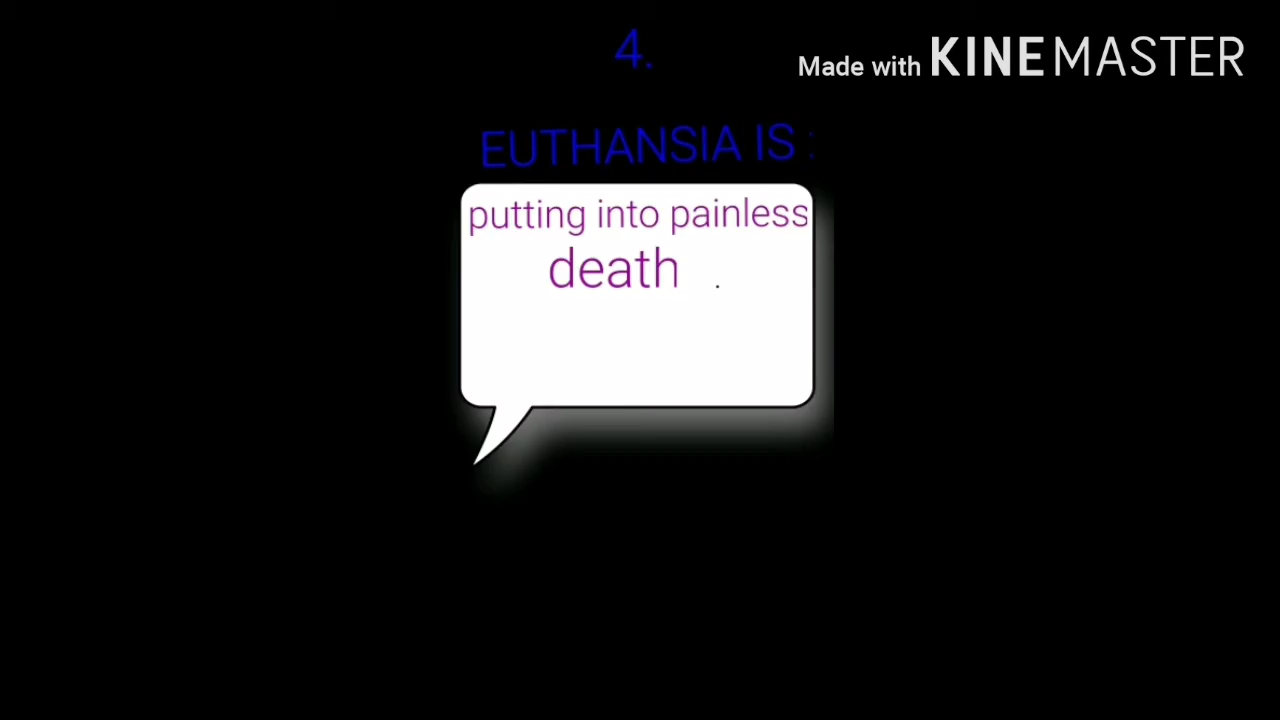 4.
Made with KINEMASTER
EUTHANSIA IS :
putting into painless
death .